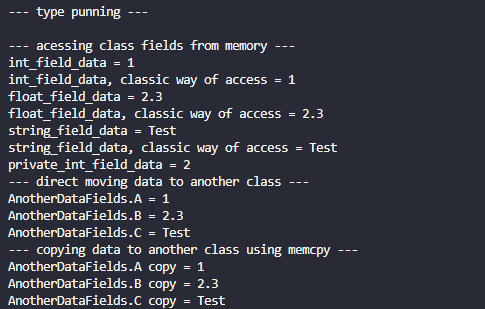 --- type punning ---
--- acessing class fields from memory ---
int_field_data = 1
int_field_data, classic way of access = 1
float_field_data = 2.3
float_field_data, classic way of access = 2.3
string_field_data = Test
string_field_data, classic way of access = Test
private_int_field_data = 2
--- direct moving data to another class ---
AnotherDataFields.A = 1
AnotherDataFields.B = 2.3
AnotherDataFields.C = Test
--- copying data to another class using memcpy ---
AnotherDataFields.A copy = 1
AnotherDataFields.B copy = 2.3
AnotherDataFields.C copy = Test